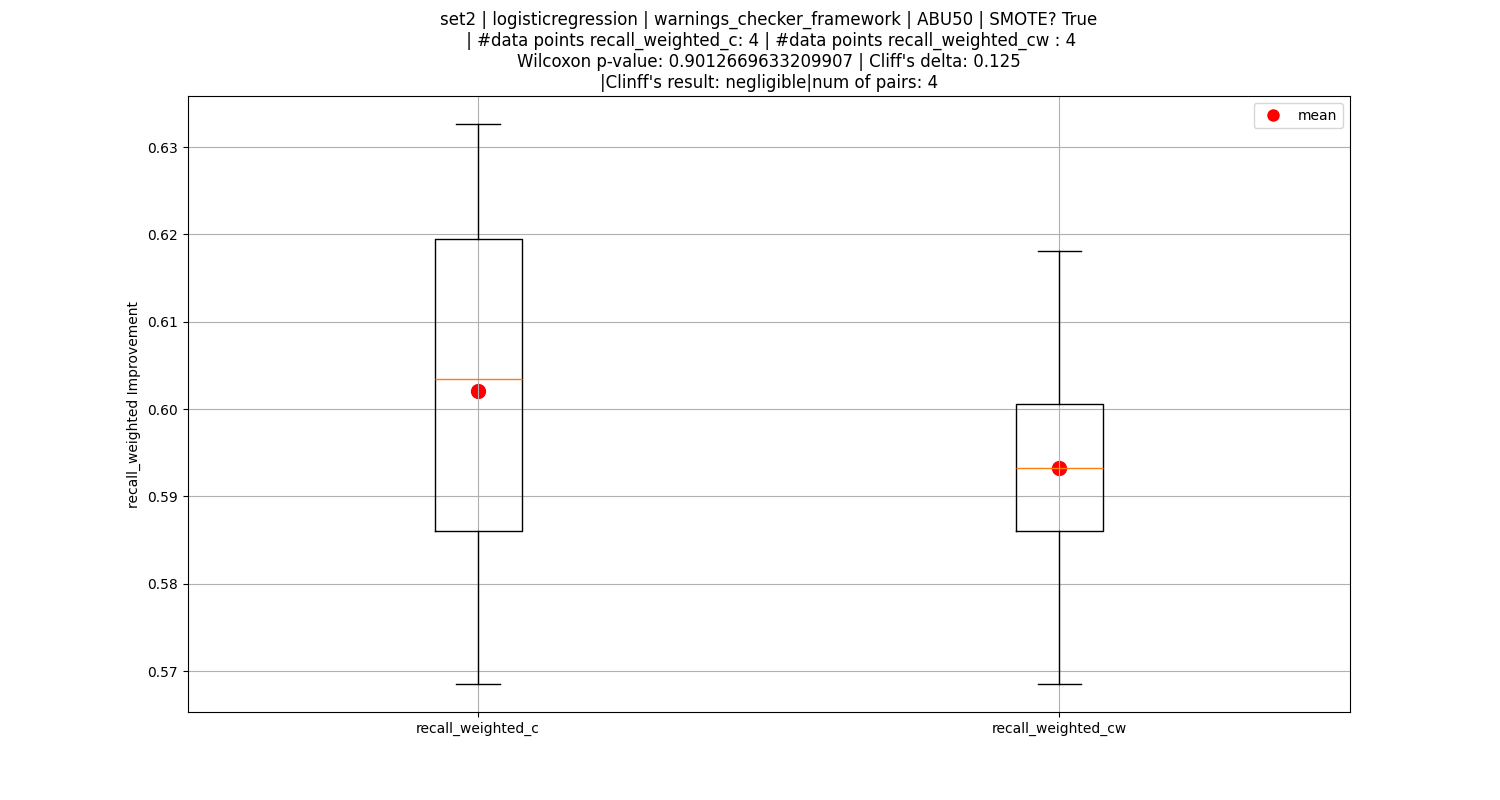 set2 | logisticregression | warnings_checker_framework | ABU50 | SMOTE? True
| #data points recall_weighted_c: 4 | #data points recall_weighted_cw : 4
Wilcoxon p-value: 0.9012669633209907 | Cliff's delta: 0.125
|Clinff's result: negligible|num of pairs: 4
mean
0.63
0.62
0.61
0.60
0.59
0.58
0.57
recall_weighted Improvement
recall_weighted_c
recall_weighted_cw